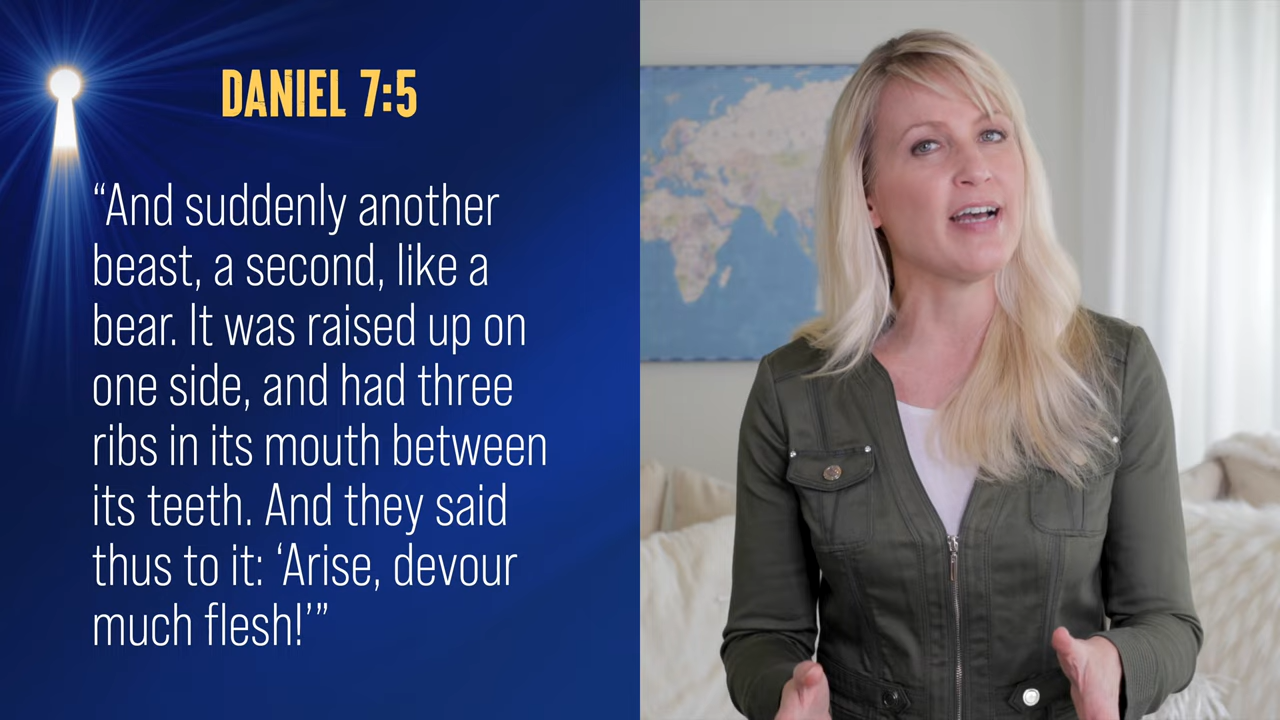 DANIEL 7:5
“And suddenly another
beast, a second, like a
bear. It was raised up on
one side, and had three
ribs in its mouth between
its teeth. And they said
thus to it: ‘Arise, devour
much flesh!’”